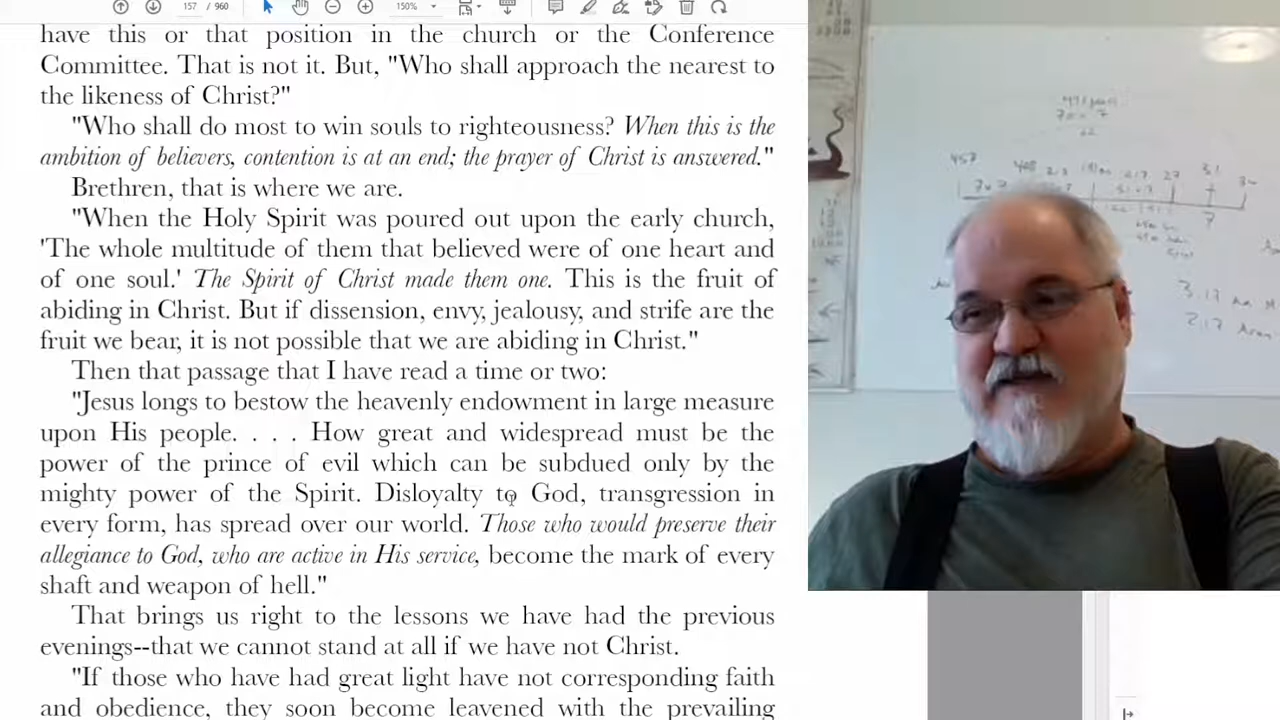 157 / 960
150%
have this or that position in the church or the Conference
Committee. That is not it. But, "Who shall approach the nearest to
the likeness of Christ?"
"Who shall do most to win souls to righteousness? When this is the
ambition of believers, contention is at an end; the prayer of Christ is answered."
Brethren, that is where we are.
"When the Holy Spirit was poured out upon the early church,
'The whole multitude of them that believed were of one heart and
of one soul.' The Spirit of Christ made them one. This is the fruit of
abiding in Christ. But if dissension, envy, jealousy, and strife are the
fruit we bear, it is not possible that we are abiding in Christ."
Then that passage that I have read a time or two:
"Jesus longs to bestow the heavenly endowment in large measure
upon His people. . . . How great and widespread must be the
power of the prince of evil which can be subdued only by the
mighty power of the Spirit. Disloyalty to God, transgression in
every form, has spread over our world. Those who would preserve their
allegiance to God, who are active in His service, become the mark of every
shaft and weapon of hell."
That brings us right to the lessons we have had the previous
evenings--that we cannot stand at all if we have not Christ.
"If those who have had great light have not corresponding faith
and obedience, they soon become leavened with the prevailing
457
27
31
7